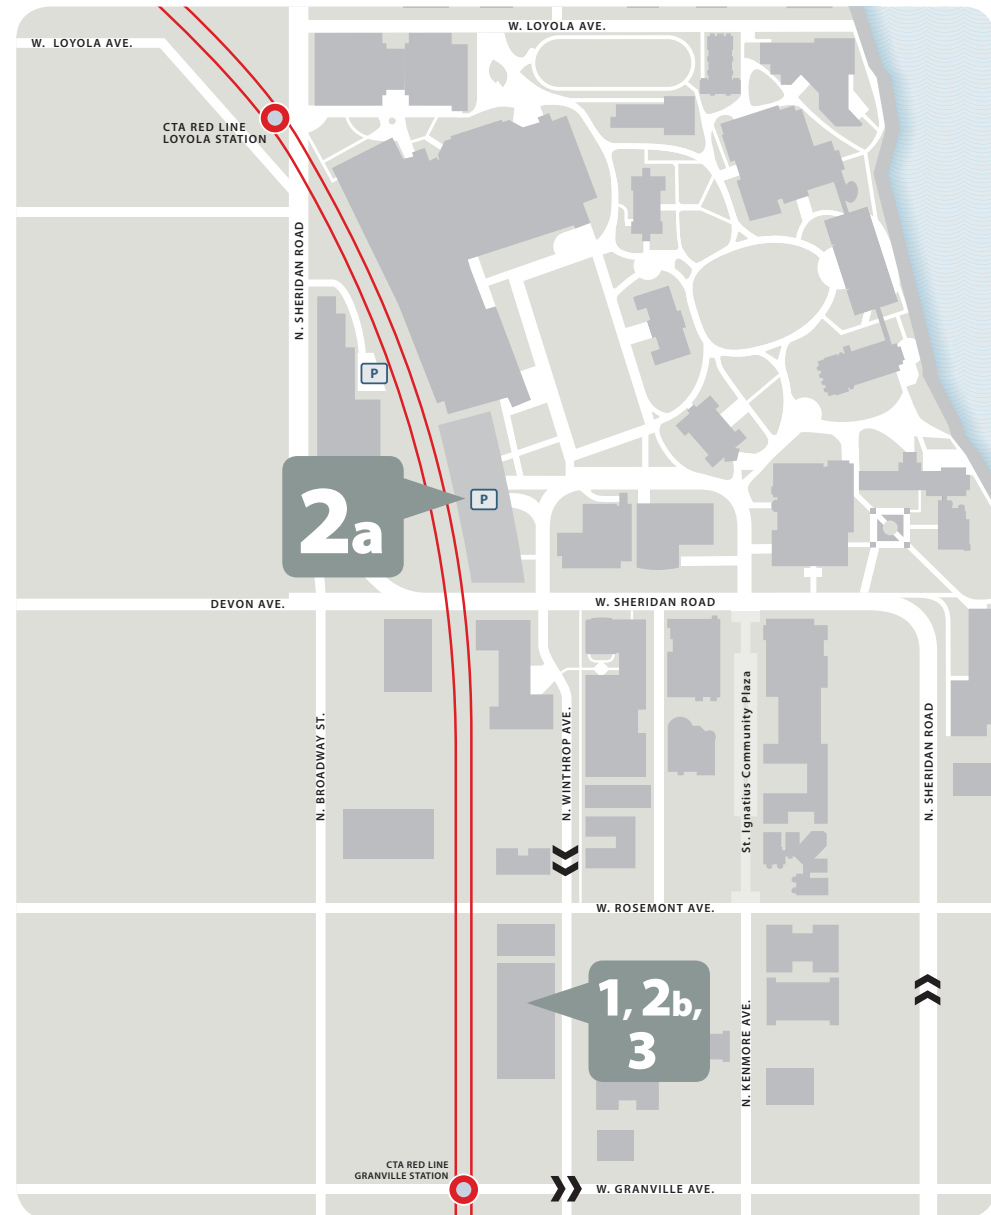 W. LOYOLA AVE.
W.  LOYOLA AVE.
CTA RED LINE
LOYOLA STATION
N. SHERIDAN ROAD
P
P
2a
DEVON AVE.
W. SHERIDAN ROAD
N. BROADWAY ST.
N. WINTHROP AVE.
St. Ignatius Community Plaza
N. SHERIDAN ROAD
W. ROSEMONT AVE.
1, 2b,
3
N. KENMORE AVE.
CTA RED LINE
GRANVILLE STATION
W. GRANVILLE AVE.